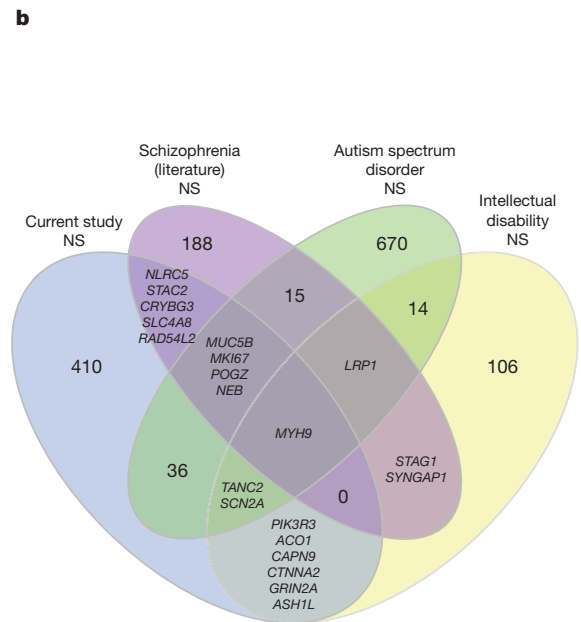 b
Schizophrenia
(literature)
NS
Autism spectrum
disorder
NS
Intellectual
disability
NS
Current study
NS
188
670
NLRC5
STAC2
CRYBG3
SLC4A8
RAD54L2
15
14
MUC5B
MKI67
POGZ
NEB
LRP1
410
106
MYH9
36
TANC2
SCN2A
0
STAG1
SYNGAP1
PIK3R3
ACO1
CAPN9
CTNNA2
GRIN2A
ASH1L